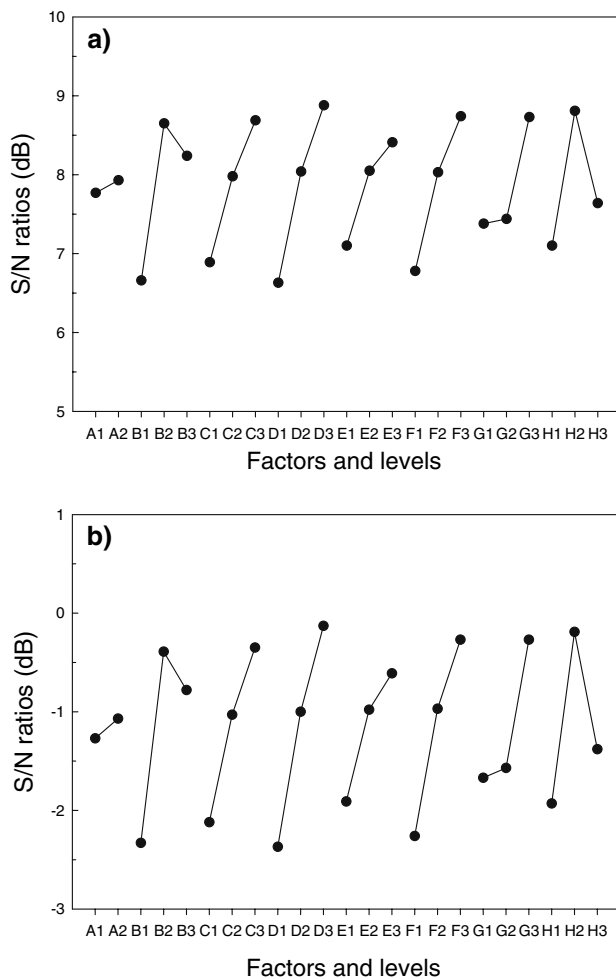 a)
10
9
8
7
6
5
S/N ratios (dB)
A1 A2 B1 B2 B3 C1 C2 C3 D1 D2 D3 E1 E2 E3 F1 F2 F3 G1 G2 G3 H1 H2 H3
Factors and levels
b)
1
0
-1
-2
-3
S/N ratios (dB)
A1 A2 B1 B2 B3 C1 C2 C3 D1 D2 D3 E1 E2 E3 F1 F2 F3 G1 G2 G3 H1 H2 H3
Factors and levels